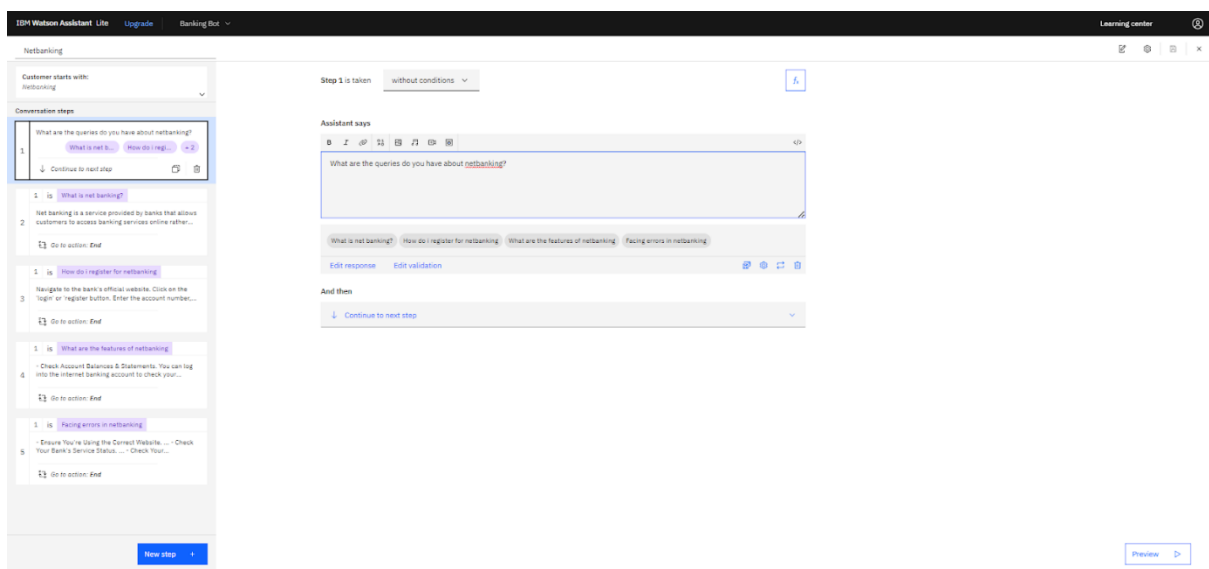 IBM Watson Assistant Lite Upgrade Banking Bot Learning center
Netbanking
Customer starts with:
Netbanking
Conversation steps
1
What are the queries do you have about netbanking?
What is net b... How do i regi... + 2
Continue to next step
2
1 is What is net banking?
Net banking is a service provided by banks that allows
customers to access banking services online rather...
Go to action: End
3
1 is How do i register for netbanking
Navigate to the bank's official website. Click on the
'login' or 'register button. Enter the account number,...
Go to action: End
4
1 is What are the features of netbanking
- Check Account Balances & Statements. You can log
into the internet banking account to check your...
Go to action: End
5
1 is Facing errors in netbanking
- Ensure You're Using the Correct Website. ... - Check
Your Bank's Service Status. ... - Check Your...
Go to action: End
New step +
Step 1 is taken without conditions
fx
Assistant says
B I </>
What are the queries do you have about netbanking?
What is net banking? How do i register for netbanking What are the features of netbanking Facing errors in netbanking
Edit response Edit validation
And then
Continue to next step
Preview